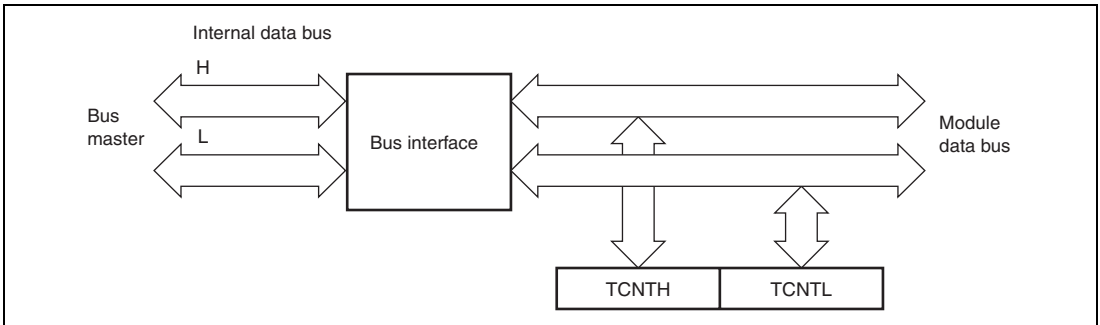 Internal data bus
H
Bus
master
L
Bus interface
Module
data bus
TCNTH
TCNTL